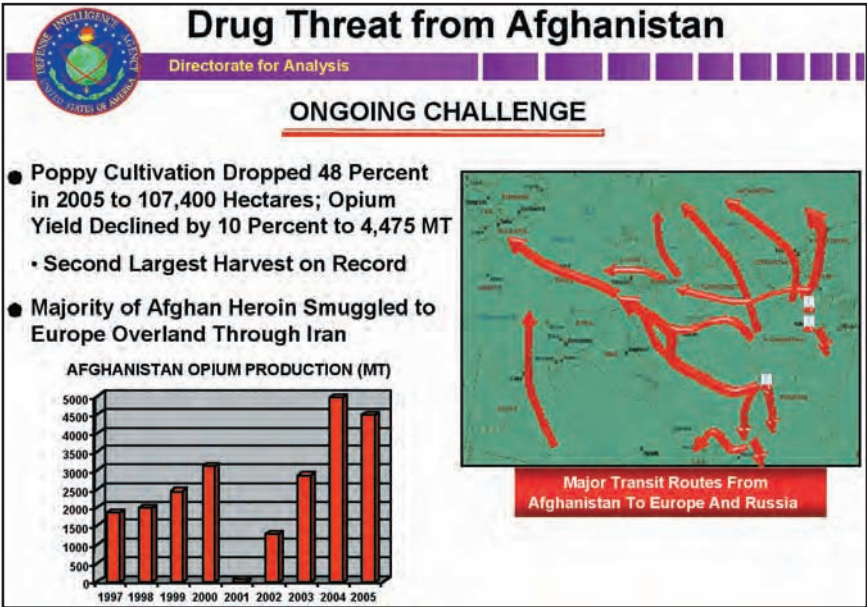 Drug Threat from Afghanistan
DEFENSE INTELLIGENCE AGENCY
UNITED STATES OF AMERICA
Directorate for Analysis
ONGOING CHALLENGE
● Poppy Cultivation Dropped 48 Percent
in 2005 to 107,400 Hectares; Opium
Yield Declined by 10 Percent to 4,475 MT
• Second Largest Harvest on Record
● Majority of Afghan Heroin Smuggled to
Europe Overland Through Iran
AFGHANISTAN OPIUM PRODUCTION (MT)
5000
4500
4000
3500
3000
2500
2000
1500
1000
500
0
1997 1998 1999 2000 2001 2002 2003 2004 2005
Major Transit Routes From
Afghanistan To Europe And Russia